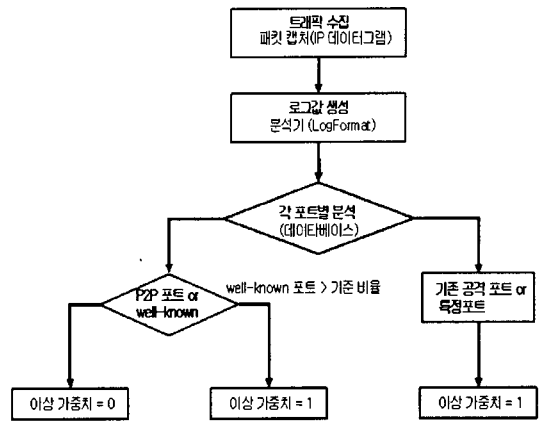 트래픽 수집
패킷 캡처(IP 데이터그램)
로그값 생성
분석기 (LogFormat)
각 포트별 분석
(데이타베이스)
P2P 포트 or
well-known
well-known 포트 > 기준 비율
기존 공격 포트 or
특정포트
이상 가중치 = 0
이상 가중치 = 1
이상 가중치 = 1